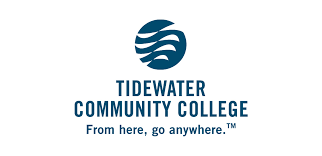 TIDEWATER
COMMUNITY COLLEGE
From here, go anywhere.™